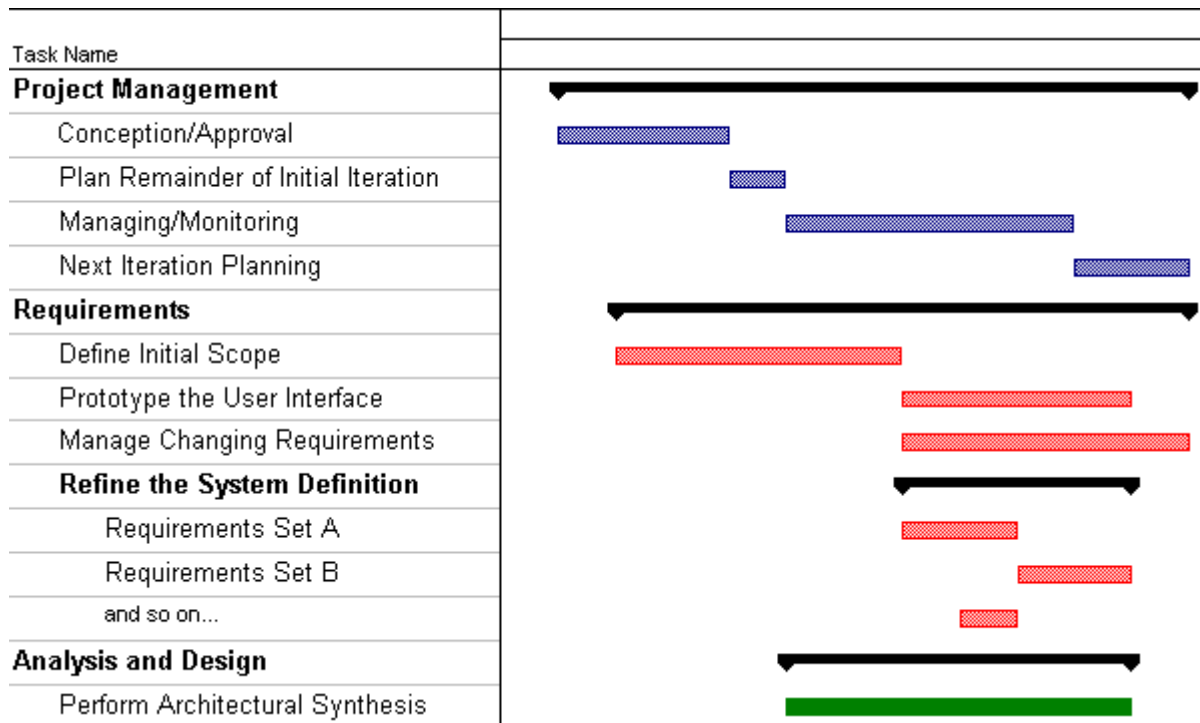 Task Name
Project Management
Conception/Approval
Plan Remainder of Initial Iteration
Managing/Monitoring
Next Iteration Planning
Requirements
Define Initial Scope
Prototype the User Interface
Manage Changing Requirements
Refine the System Definition
Requirements Set A
Requirements Set B
and so on...
Analysis and Design
Perform Architectural Synthesis